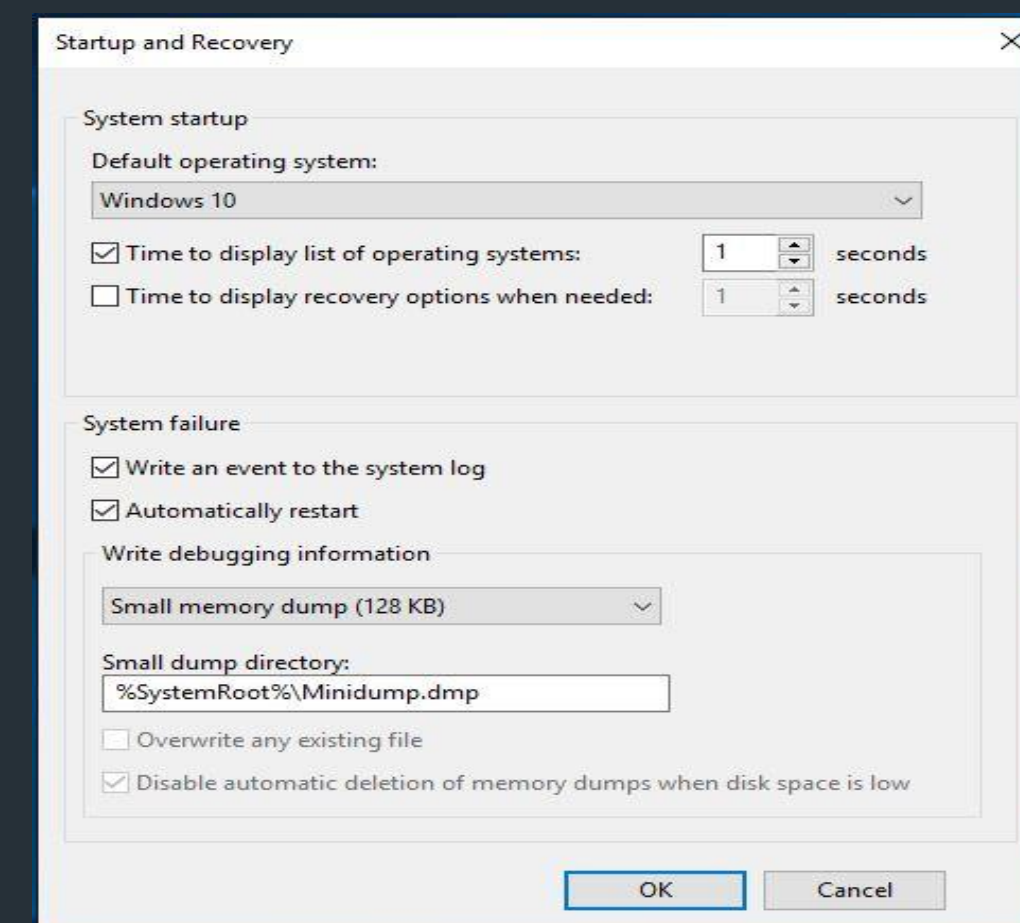 Startup and Recovery
System startup
Default operating system:
Windows 10
Time to display list of operating systems: 1 seconds
Time to display recovery options when needed: 1 seconds
System failure
Write an event to the system log
Automatically restart
Write debugging information
Small memory dump (128 KB)
Small dump directory:
%SystemRoot%\Minidump.dmp
Overwrite any existing file
Disable automatic deletion of memory dumps when disk space is low
OK Cancel